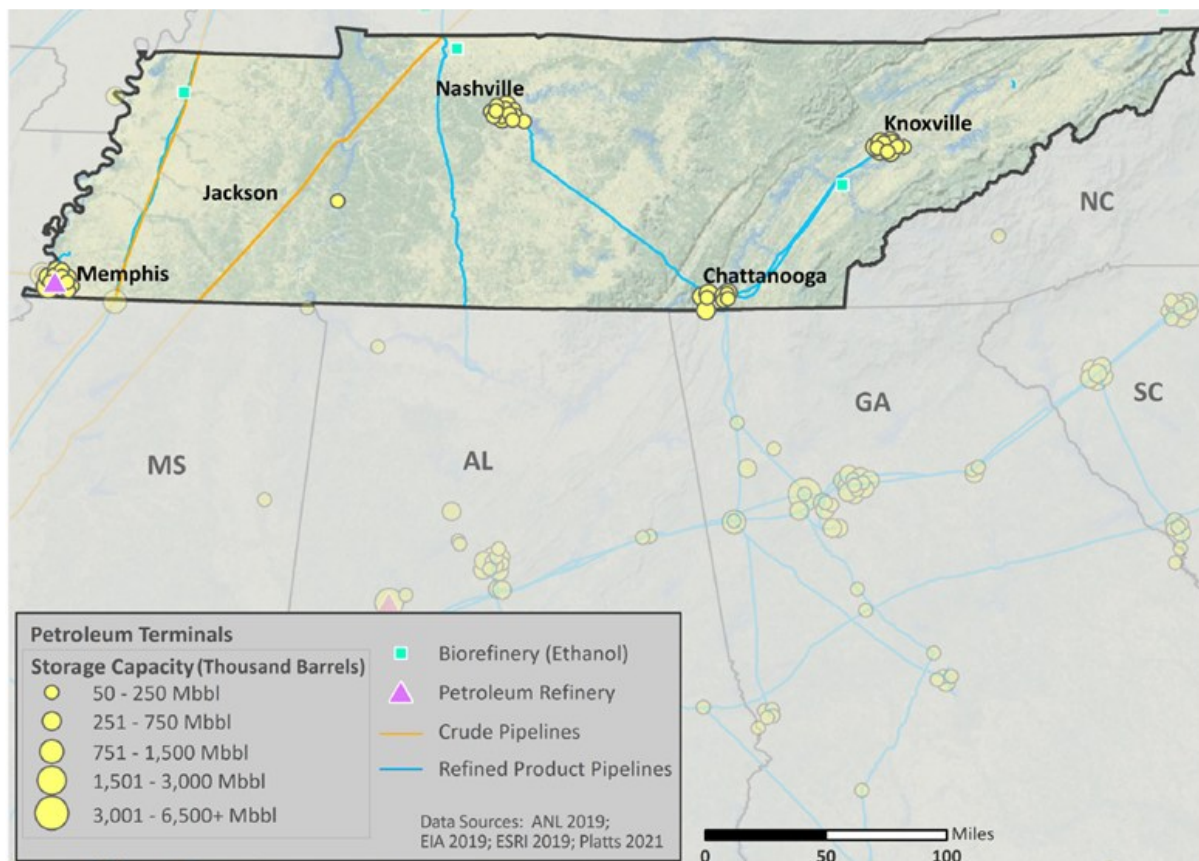 Nashville
Knoxville
Jackson
NC
Memphis
Chattanooga
GA
SC
MS
AL
Petroleum Terminals
Storage Capacity (Thousand Barrels)
50 - 250 Mbbl
251 - 750 Mbbl
751 - 1,500 Mbbl
1,501 - 3,000 Mbbl
3,001 - 6,500+ Mbbl
Biorefinery (Ethanol)
Petroleum Refinery
Crude Pipelines
Refined Product Pipelines
Data Sources: ANL 2019;
EIA 2019; ESRI 2019; Platts 2021
Miles
0 50 100